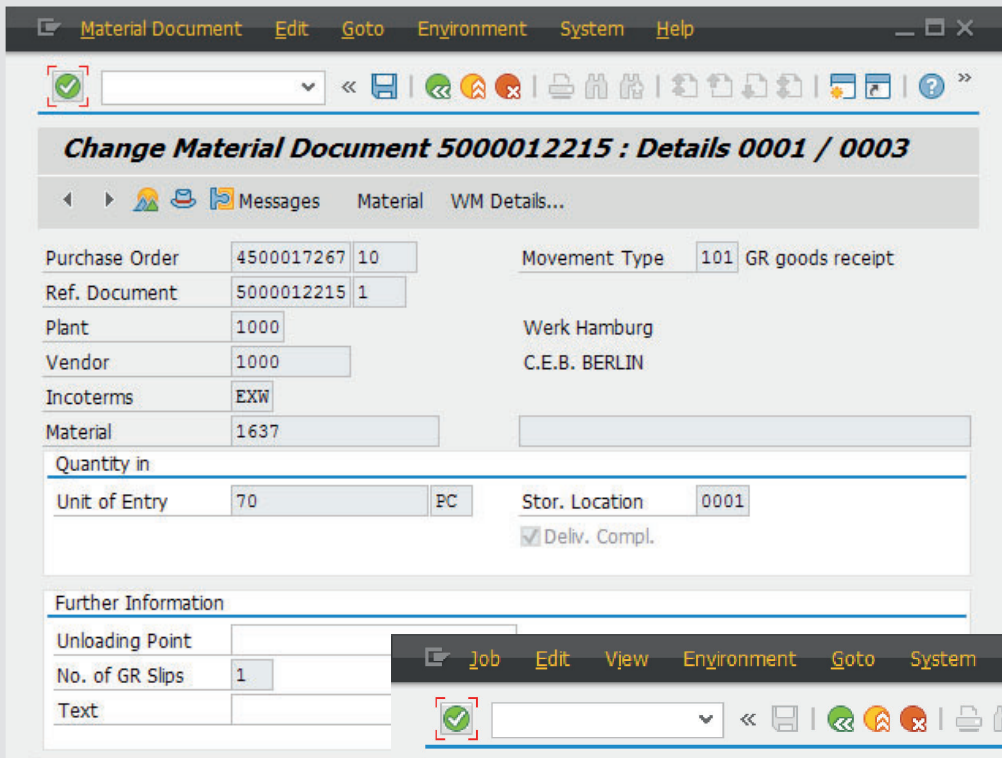 Material Document Edit Goto Environment System Help
Change Material Document 5000012215 : Details 0001 / 0003
Messages Material WM Details...
Purchase Order 4500017267 10 Movement Type 101 GR goods receipt
Ref. Document 5000012215 1
Plant 1000 Werk Hamburg
Vendor 1000 C.E.B. BERLIN
Incoterms EXW
Material 1637
Quantity in
Unit of Entry 70 PC Stor. Location 0001
Deliv. Compl.
Further Information
Unloading Point
No. of GR Slips 1
Text
Job Edit View Environment Goto System